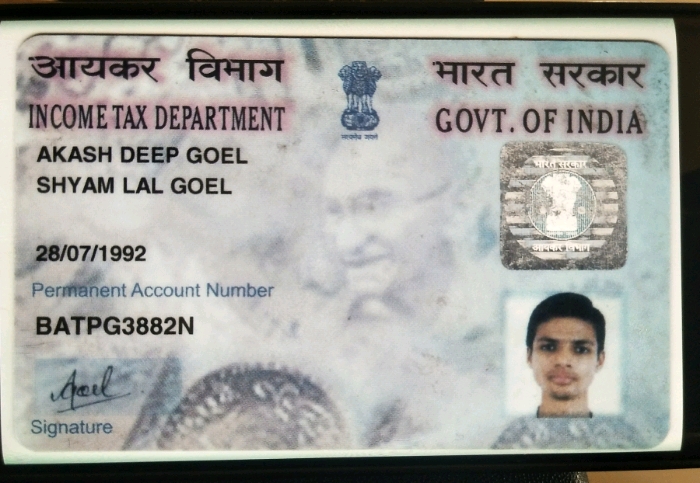 आयकर विभाग
INCOME TAX DEPARTMENT
भारत सरकार
GOVT. OF INDIA
सत्यमेव जयते
AKASH DEEP GOEL
SHYAM LAL GOEL
भारत सरकार
आयकर विभाग
28/07/1992
Permanent Account Number
BATPG3882N
Goel
Signature